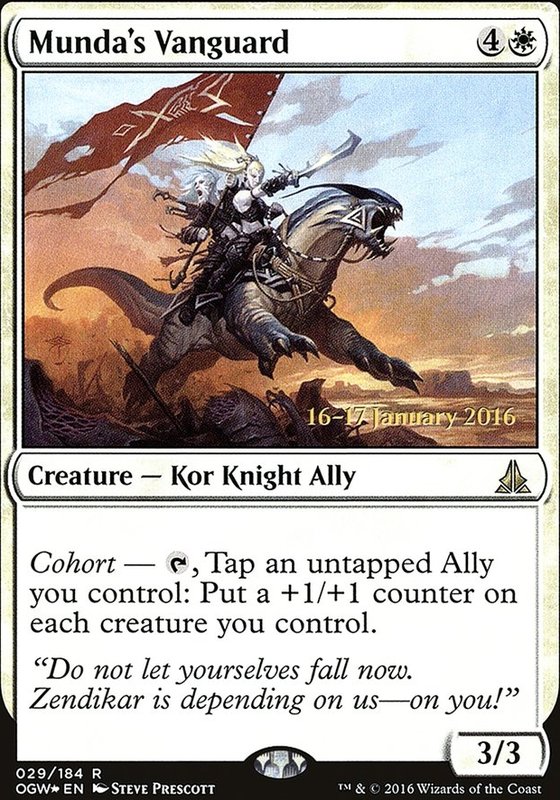 Munda's Vanguard 4
16-17 January 2016
Creature — Kor Knight Ally
Cohort — , Tap an untapped Ally
you control: Put a +1/+1 counter on
each creature you control.
“Do not let yourselves fall now.
Zendikar is depending on us—on you!”
3/3
029/184 R
OGW★EN Steve Prescott
™ & © 2016 Wizards of the Coast